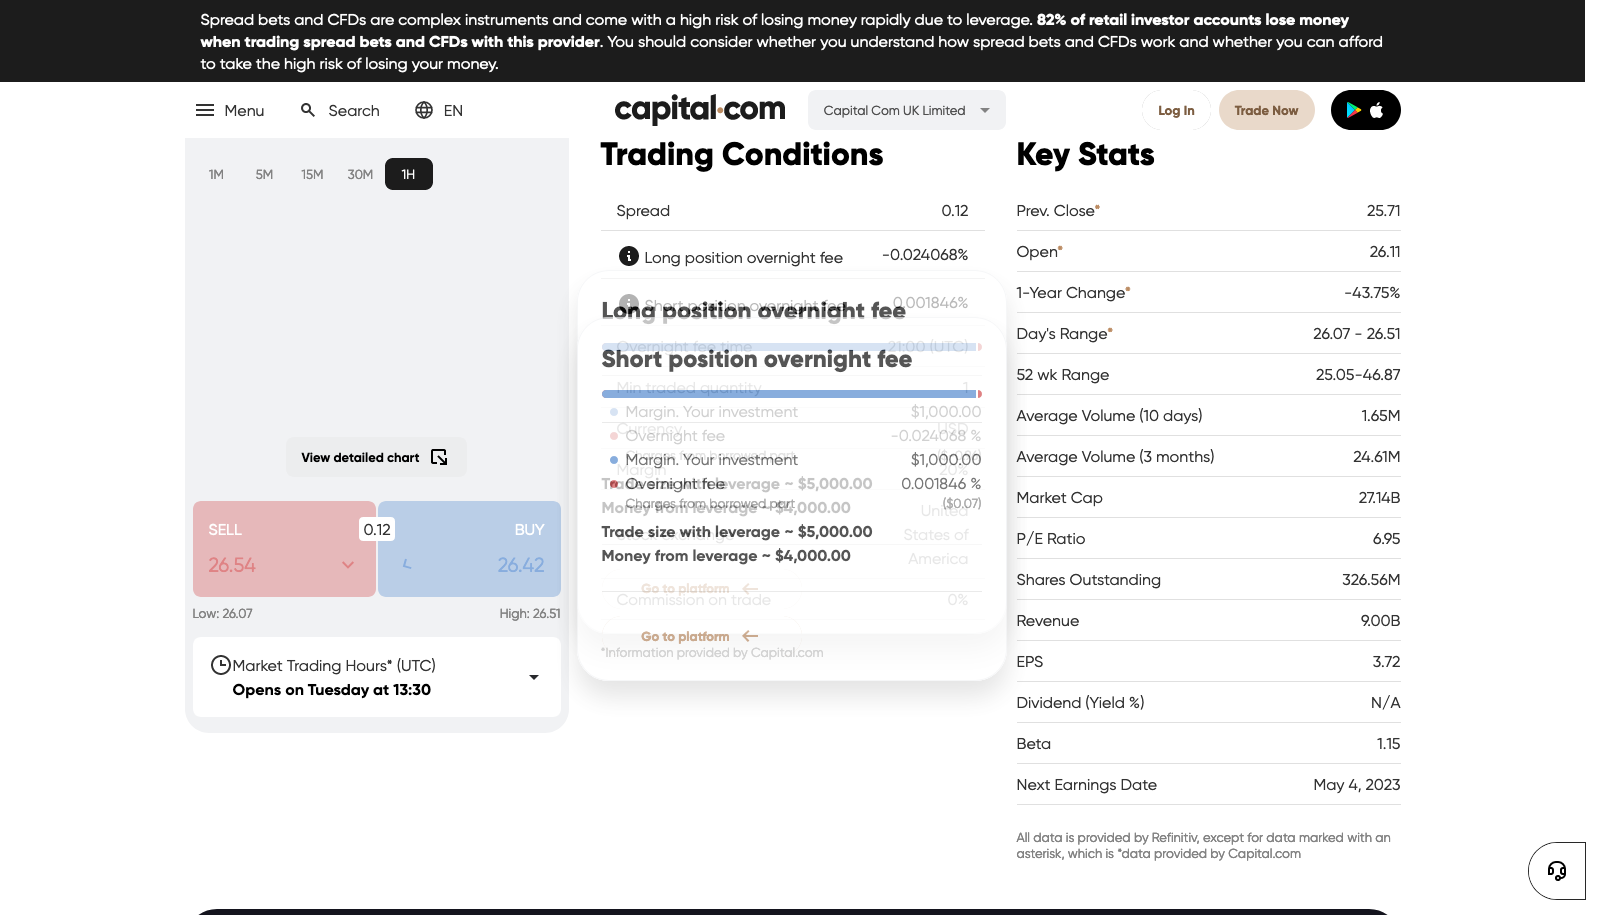 Spread bets and CFDs are complex instruments and come with a high risk of losing money rapidly due to leverage. 82% of retail investor accounts lose money
when trading spread bets and CFDs with this provider. You should consider whether you understand how spread bets and CFDs work and whether you can afford
to take the high risk of losing your money.
Menu
Search
EN
capital.com
Capital Com UK Limited
Log In
Trade Now
1M
5M
15M
30M
1H
View detailed chart
SELL
0.12
BUY
26.54
26.42
Low: 26.07
High: 26.51
Market Trading Hours* (UTC)
Opens on Tuesday at 13:30
Trading Conditions
Spread 0.12
Long position overnight fee -0.024068%
Short position overnight fee 0.001846%
Long position overnight fee
Overnight fee time 21:00 (UTC)
Short position overnight fee
Min traded quantity 1
Margin. Your investment $1,000.00
Currency USD
Overnight fee -0.024068 %
Charges from borrowed part
Margin. Your investment $1,000.00
Margin 20%
Trade size with leverage ~ $5,000.00
Overnight fee 0.001846 %
Charges from borrowed part ($0.07)
Money from leverage ~ $4,000.00
United
States of
America
Trade size with leverage ~ $5,000.00
Money from leverage ~ $4,000.00
Go to platform
Commission on trade 0%
Go to platform
*Information provided by Capital.com
Key Stats
Prev. Close* 25.71
Open* 26.11
1-Year Change* -43.75%
Day's Range* 26.07 - 26.51
52 wk Range 25.05-46.87
Average Volume (10 days) 1.65M
Average Volume (3 months) 24.61M
Market Cap 27.14B
P/E Ratio 6.95
Shares Outstanding 326.56M
Revenue 9.00B
EPS 3.72
Dividend (Yield %) N/A
Beta 1.15
Next Earnings Date May 4, 2023
All data is provided by Refinitiv, except for data marked with an
asterisk, which is *data provided by Capital.com